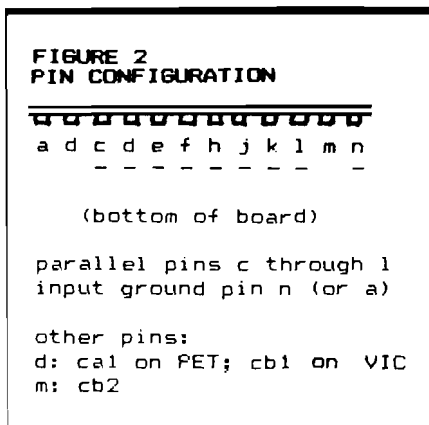 FIGURE 2
PIN CONFIGURATION
a d c d e f h j k l m n
(bottom of board)
parallel pins c through l
input ground pin n (or a)
other pins:
d: ca1 on PET; cb1 on VIC
m: cb2